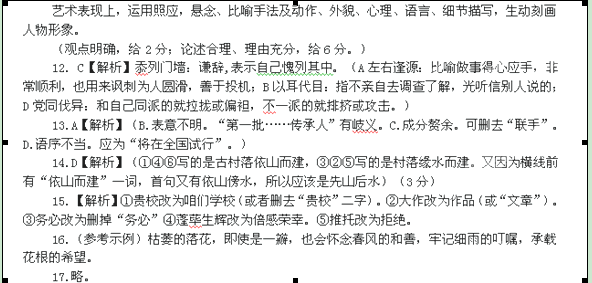 艺术表现上，运用照应，悬念、比喻手法及动作、外貌、心理、语言、细节描写，生动刻画
人物形象。
（观点明确，给 2分；论述合理、理由充分，给6分。）
12. C【解析】忝列门墙：谦辞,表示自己愧列其中。（A左右逢源：比喻做事得心应手，非
常顺利，也用来讽刺为人圆滑，善于投机；B以耳代目：指不亲自去调查了解，光听信别人说的；
D党同伐异：和自己同派的就拉拢或偏袒，不一派的就排挤或攻击。）
13.A【解析】（B.表意不明。“第一批……传承人”有歧义。C.成分赘余。可删去“联手”。
D.语序不当。应为“将在全国试行”。）
14.D【解析】（①④⑥写的是古村落依山而建，③②⑤写的是村落缘水而建。又因为横线前
有“依山而建”一词，首句又有依山傍水，所以应该是先山后水）（3分）
15.【解析】①贵校改为咱们学校（或者删去“贵校”二字）。②大作改为作品（或“文章”）。
③务必改为删掉“务必”④蓬荜生辉改为倍感荣幸。⑤推托改为拒绝。
16.（参考示例）枯萎的落花，即使是一瓣，也会怀念春风的和善，牢记细雨的叮嘱，承载
花根的希望。
17.略。